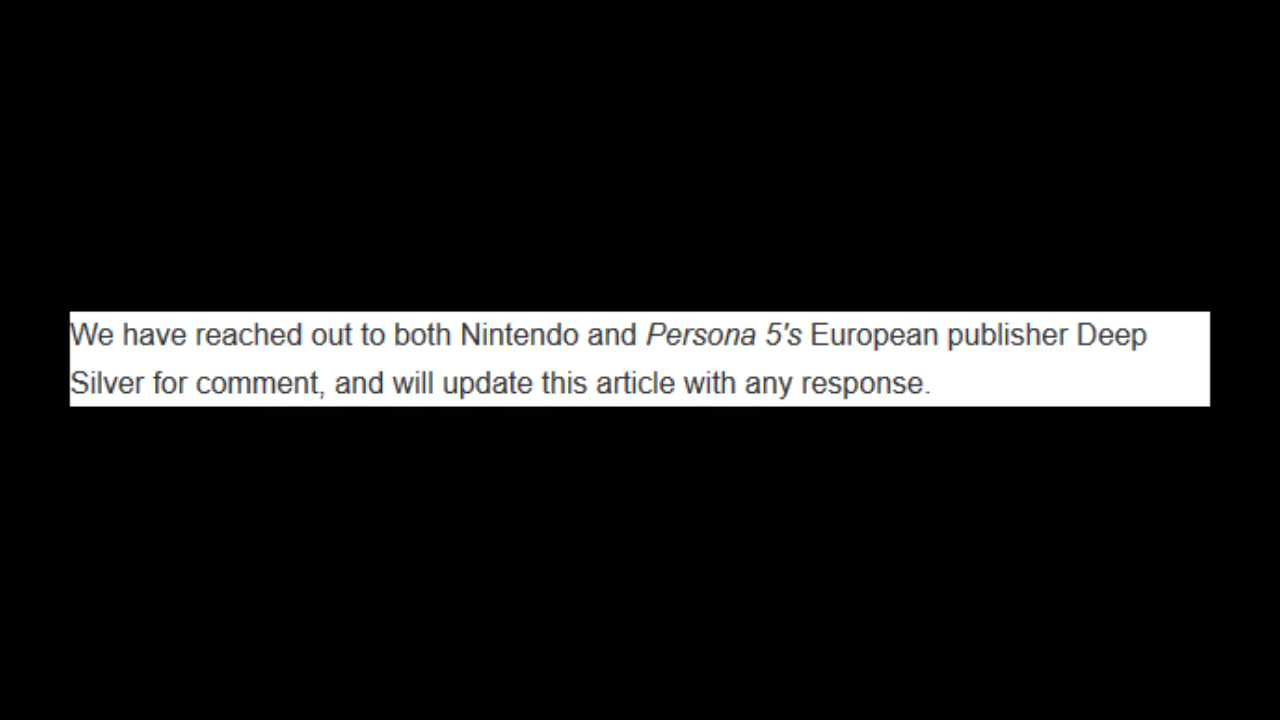 We have reached out to both Nintendo and Persona 5's European publisher Deep
Silver for comment, and will update this article with any response.